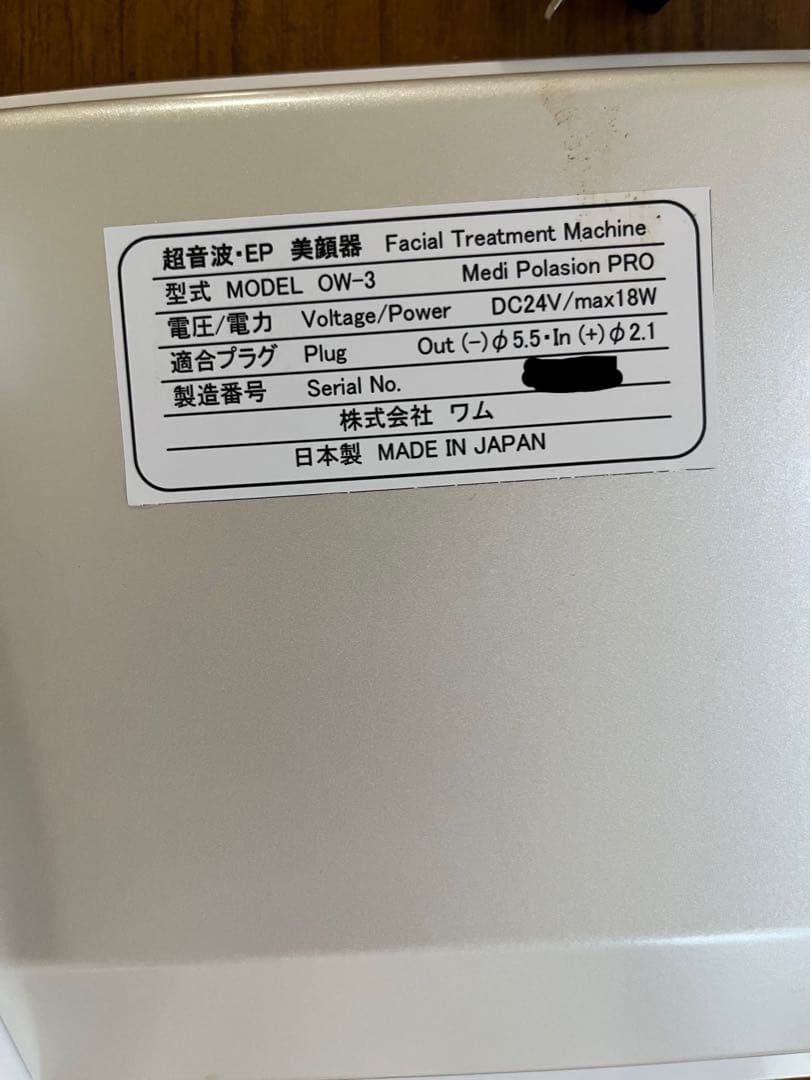 超音波・EP 美顔器 Facial Treatment Machine
型式 MODEL OW-3 Medi Polasion PRO
電圧/電力 Voltage/Power DC24V/max18W
適合プラグ Plug Out (-)φ5.5・In (+)φ2.1
製造番号 Serial No.
株式会社 ワム
日本製 MADE IN JAPAN